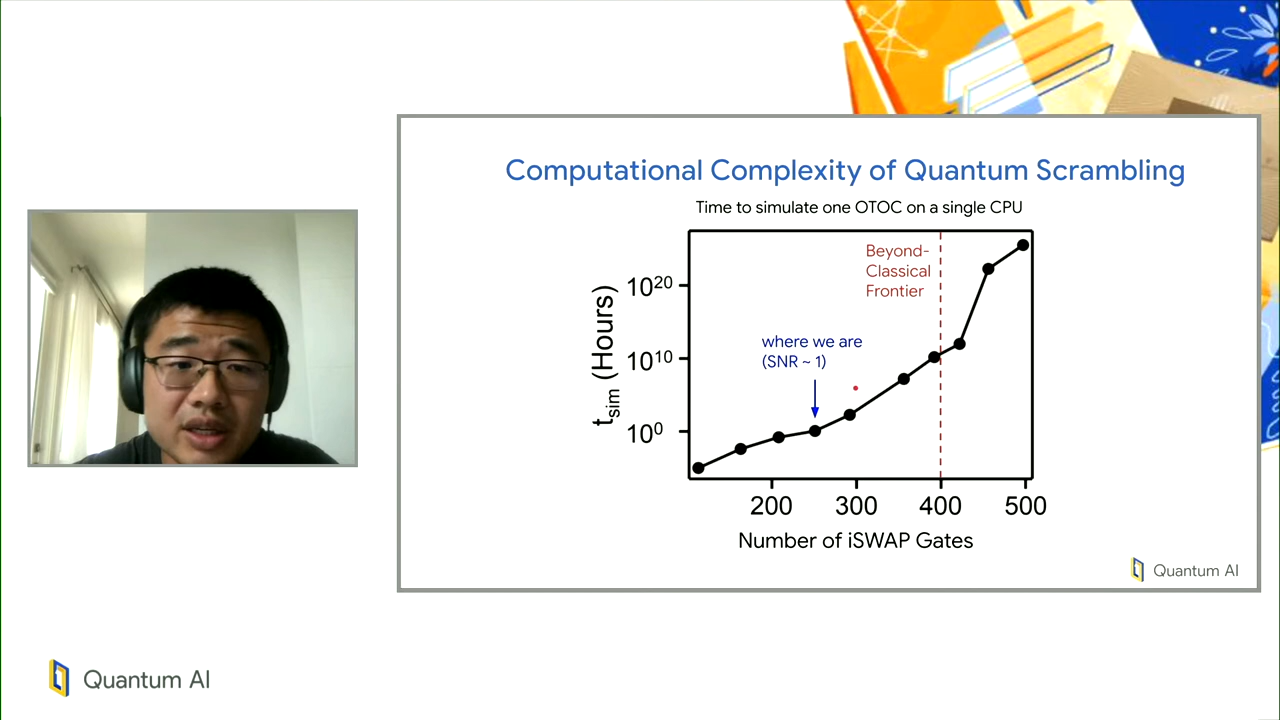 Computational Complexity of Quantum Scrambling
Time to simulate one OTOC on a single CPU
Beyond-
Classical
Frontier
where we are
(SNR ~ 1)
t_sim (Hours)
10²⁰
10¹⁰
10⁰
200 300 400 500
Number of iSWAP Gates
Quantum AI
Quantum AI